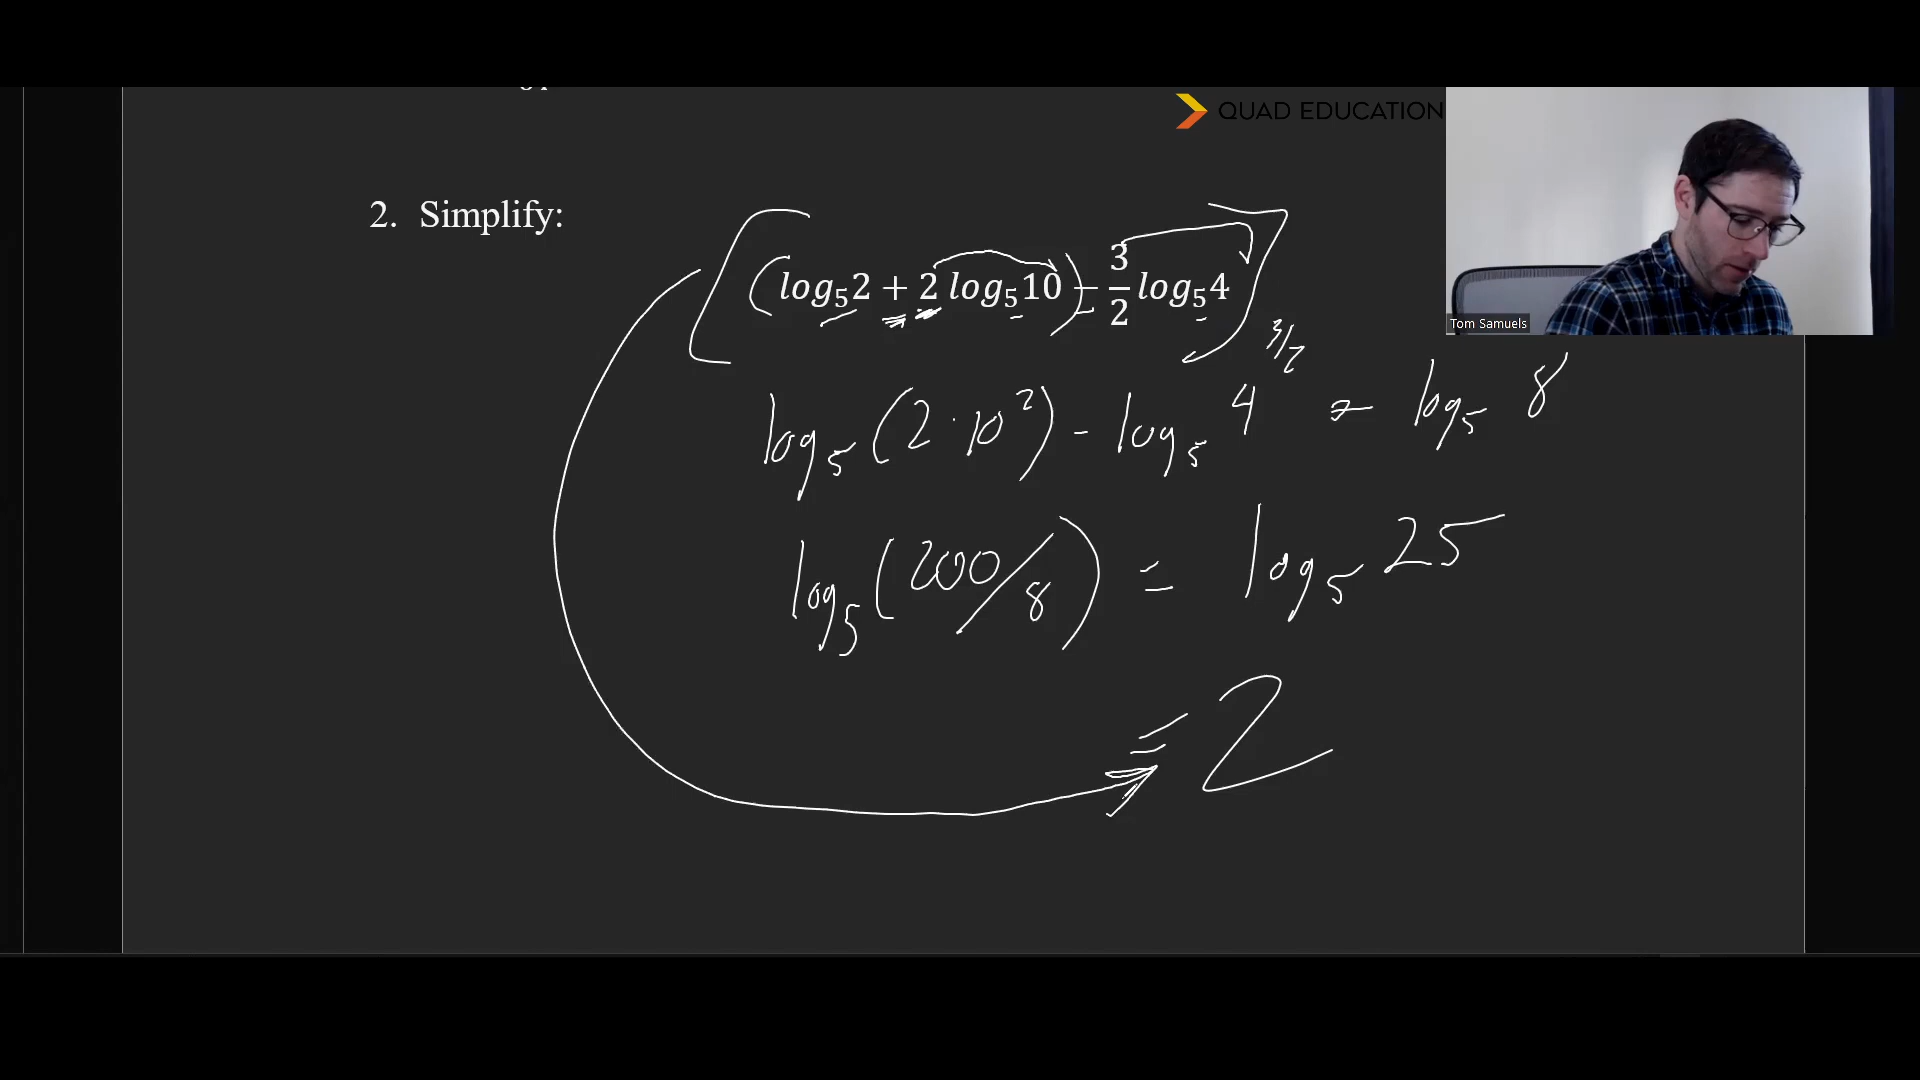 QUAD EDUCATION
Tom Samuels
2. Simplify:
(log₅2 + 2 log₅10) − 3/2 log₅4
log₅(2·10²) - log₅ 4^3/2 = log₅ 8
log₅(200/8) = log₅ 25
= 2